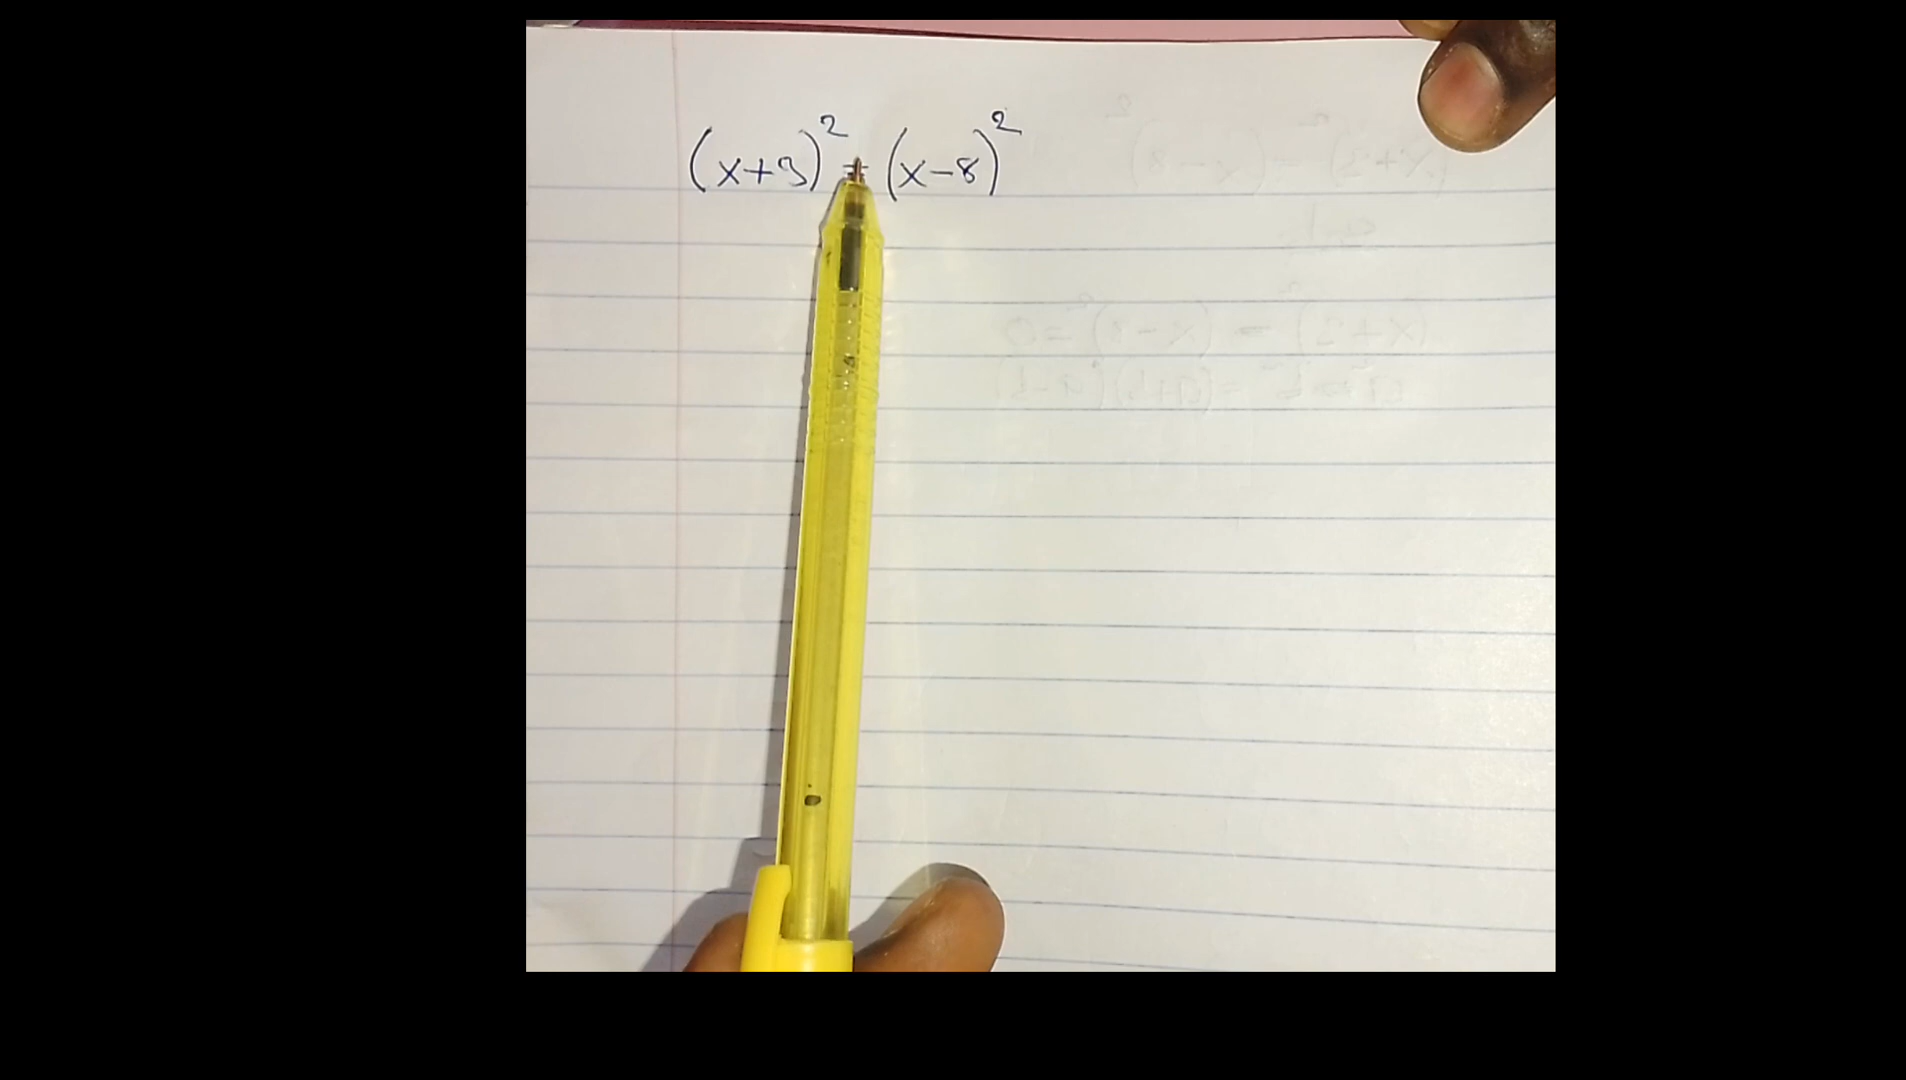 (x+3)² = (x-8)²